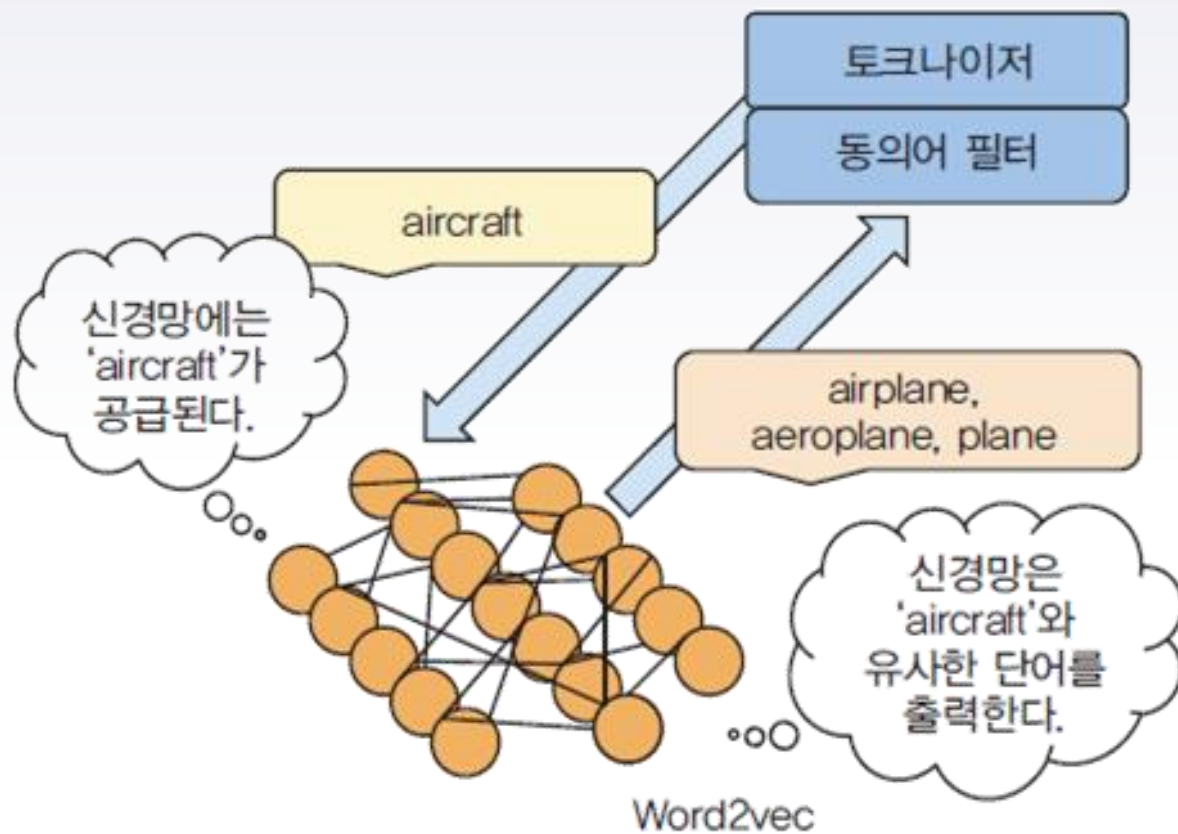 토크나이저
동의어 필터
aircraft
신경망에는
‘aircraft’가
공급된다.
airplane,
aeroplane, plane
신경망은
‘aircraft’와
유사한 단어를
출력한다.
Word2vec